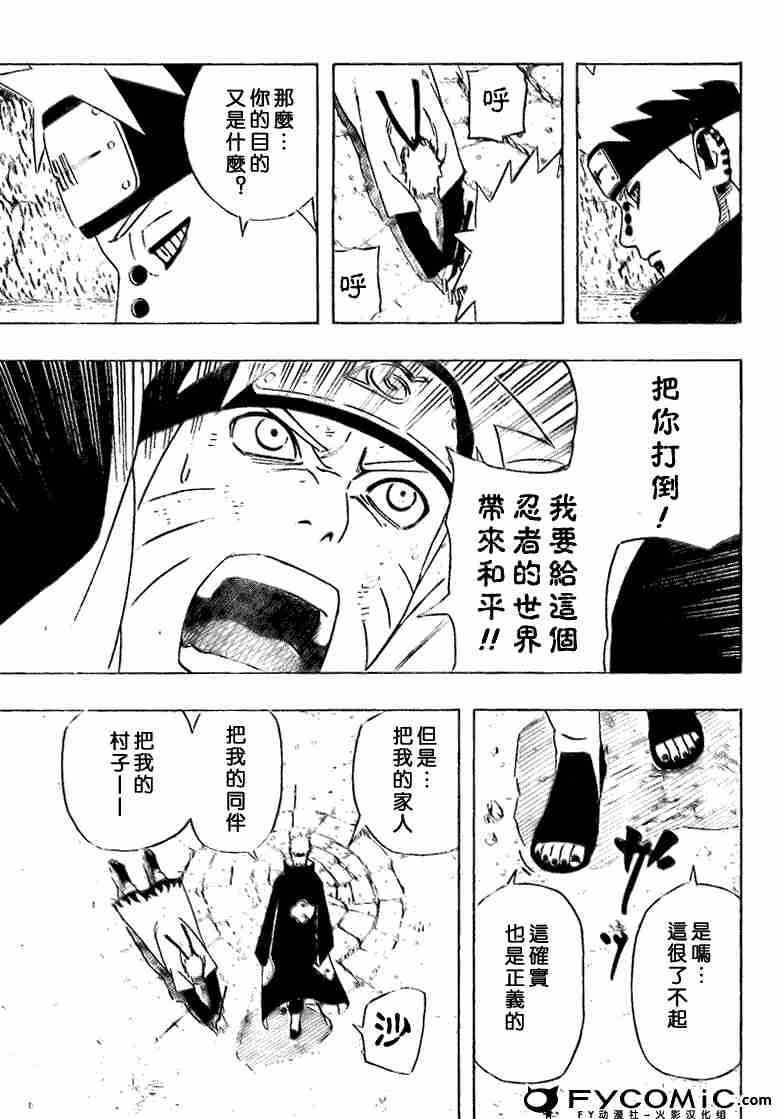 呼
呼
那麼…
你的目的
又是什麼?
把你打倒!
我要給這個
忍者的世界
帶來和平!!
是嗎…
這很了不起
這確實
也是正義的
但是…
把我的家人
把我的同伴
把我的
村子——
沙
FYCOMIC.com
FY动漫社-火影汉化组